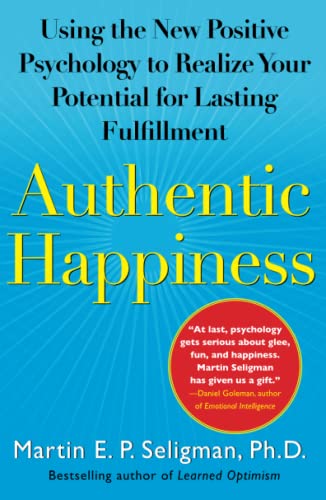 Using the New Positive
Psychology to Realize Your
Potential for Lasting
Fulfillment
Authentic
Happiness
“At last, psychology
gets serious about glee,
fun, and happiness.
Martin Seligman
has given us a gift.”
—Daniel Goleman, author
of Emotional Intelligence
Martin E. P. Seligman, Ph.D.
Bestselling author of Learned Optimism